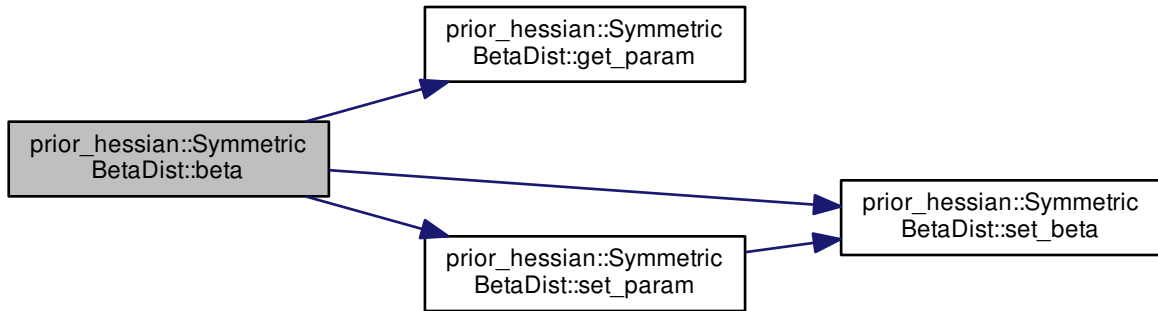 prior_hessian::Symmetric
BetaDist::get_param
prior_hessian::Symmetric
BetaDist::beta
prior_hessian::Symmetric
BetaDist::set_beta
prior_hessian::Symmetric
BetaDist::set_param